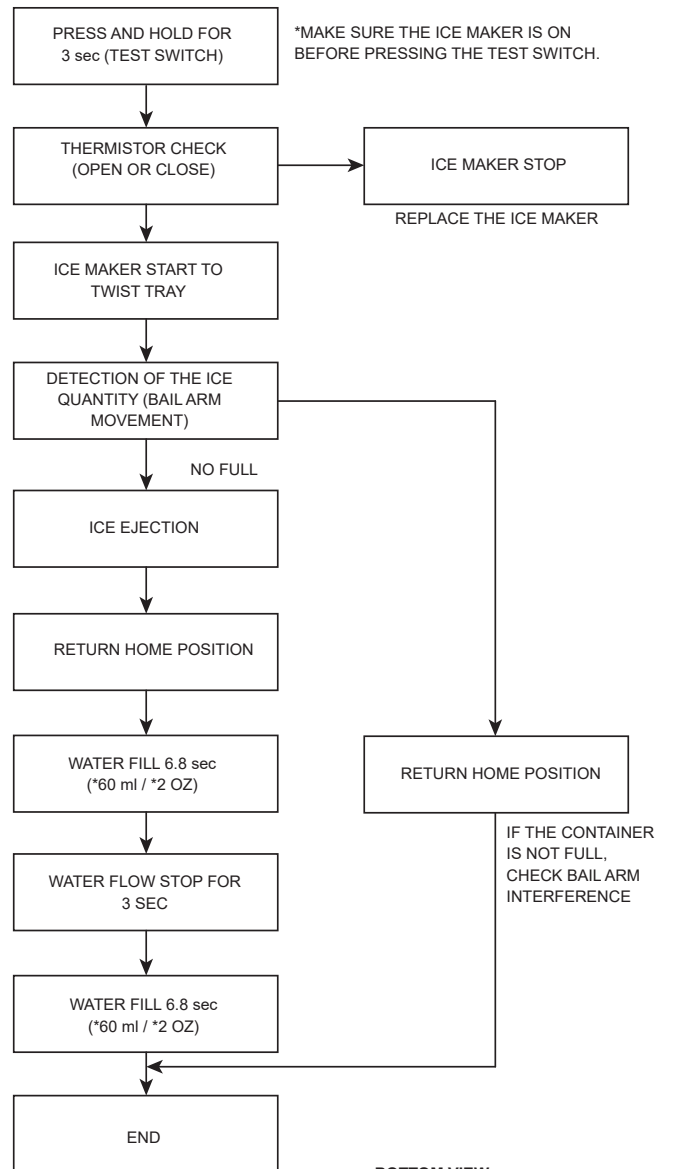 PRESS AND HOLD FOR
3 sec (TEST SWITCH)
*MAKE SURE THE ICE MAKER IS ON
BEFORE PRESSING THE TEST SWITCH.
THERMISTOR CHECK
(OPEN OR CLOSE)
ICE MAKER STOP
REPLACE THE ICE MAKER
ICE MAKER START TO
TWIST TRAY
DETECTION OF THE ICE
QUANTITY (BAIL ARM
MOVEMENT)
NO FULL
ICE EJECTION
RETURN HOME POSITION
WATER FILL 6.8 sec
(*60 ml / *2 OZ)
RETURN HOME POSITION
IF THE CONTAINER
IS NOT FULL,
CHECK BAIL ARM
INTERFERENCE
WATER FLOW STOP FOR
3 SEC
WATER FILL 6.8 sec
(*60 ml / *2 OZ)
END
BOTTOM VIEW